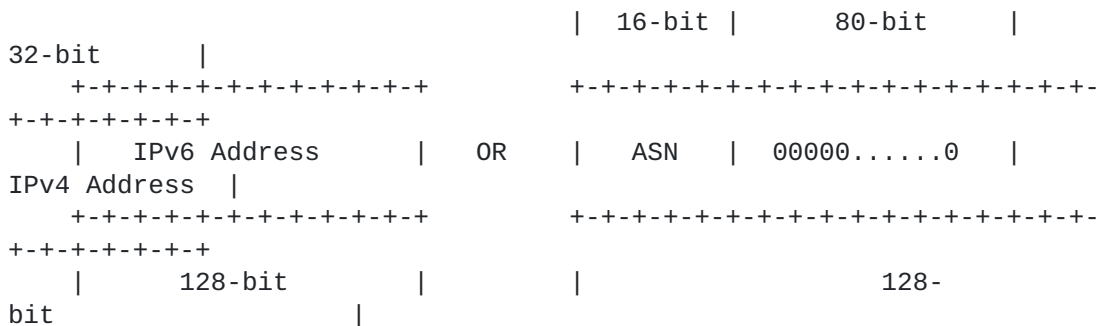 | 16-bit | 80-bit |
32-bit |
+-+-+-+-+-+-+-+-+-+-+-+ +-+-+-+-+-+-+-+-+-+-+-+-+-+-+-+-+-+-
+-+-+-+-+-+-+
| IPv6 Address | OR | ASN | 00000......0 |
IPv4 Address |
+-+-+-+-+-+-+-+-+-+-+-+ +-+-+-+-+-+-+-+-+-+-+-+-+-+-+-+-+-+-
+-+-+-+-+-+-+
| 128-bit | | 128-
bit |